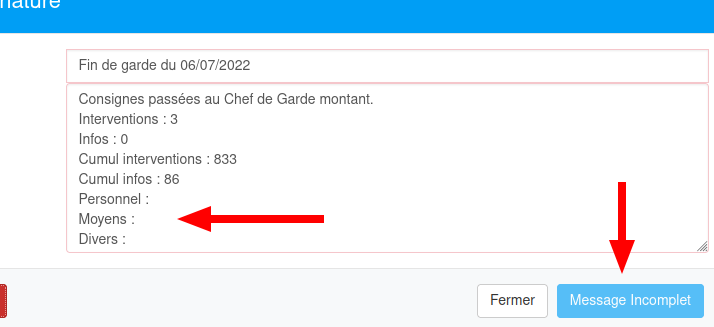 nature
Fin de garde du 06/07/2022
Consignes passées au Chef de Garde montant.
Interventions : 3
Infos : 0
Cumul interventions : 833
Cumul infos : 86
Personnel :
Moyens :
Divers :
Fermer
Message Incomplet